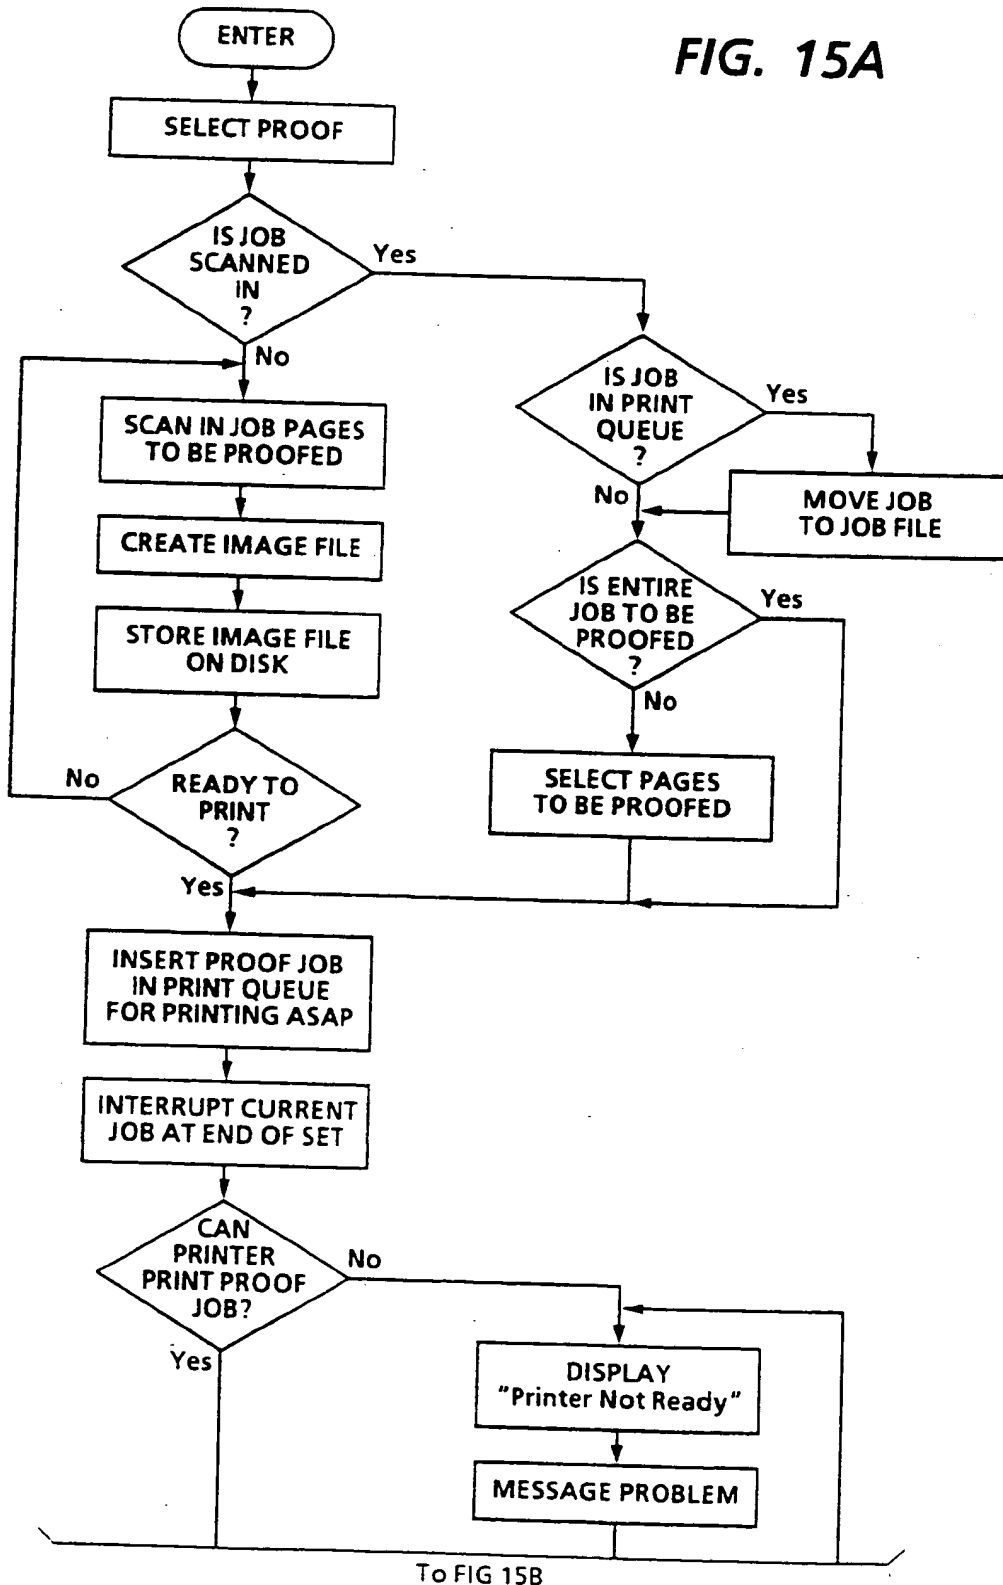 FIG. 15A
ENTER
SELECT PROOF
IS JOB
SCANNED
IN
?
Yes
No
SCAN IN JOB PAGES
TO BE PROOFED
CREATE IMAGE FILE
STORE IMAGE FILE
ON DISK
READY TO
PRINT
?
No
Yes
IS JOB
IN PRINT
QUEUE
?
Yes
No
MOVE JOB
TO JOB FILE
IS ENTIRE
JOB TO BE
PROOFED
?
Yes
No
SELECT PAGES
TO BE PROOFED
INSERT PROOF JOB
IN PRINT QUEUE
FOR PRINTING ASAP
INTERRUPT CURRENT
JOB AT END OF SET
CAN
PRINTER
PRINT PROOF
JOB?
No
Yes
DISPLAY
"Printer Not Ready"
MESSAGE PROBLEM
To FIG 15B